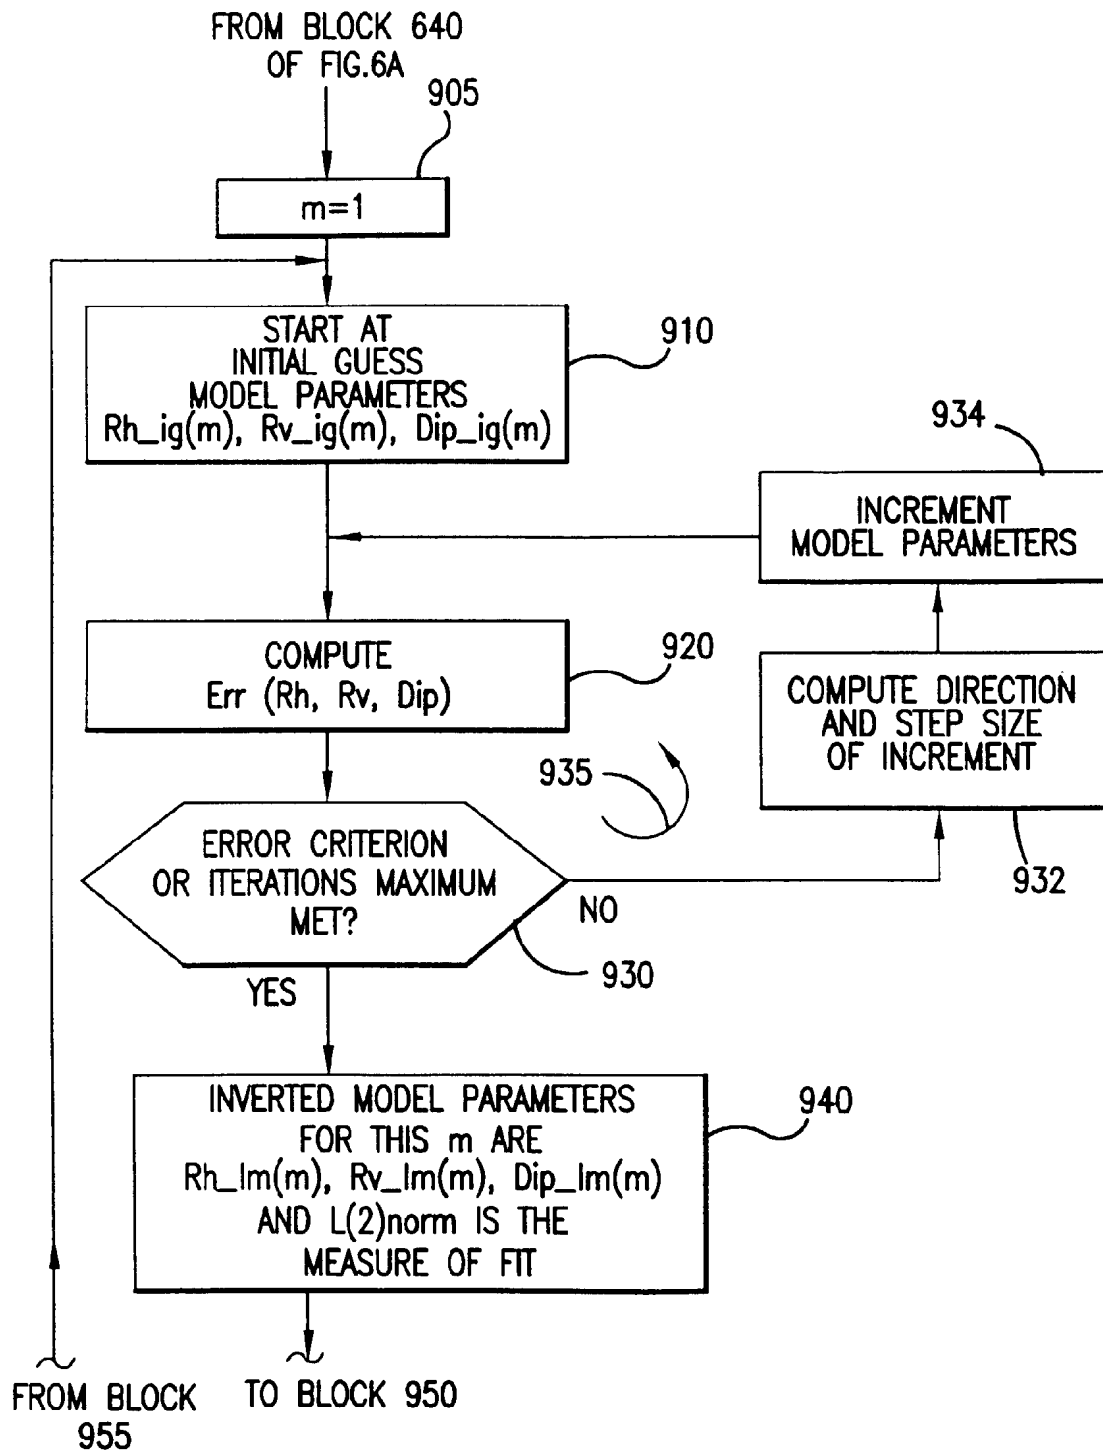 FROM BLOCK 640
OF FIG.6A
905
m=1
START AT
INITIAL GUESS
MODEL PARAMETERS
Rh_ig(m), Rv_ig(m), Dip_ig(m)
910
934
INCREMENT
MODEL PARAMETERS
COMPUTE
Err (Rh, Rv, Dip)
920
COMPUTE DIRECTION
AND STEP SIZE
OF INCREMENT
932
935
ERROR CRITERION
OR ITERATIONS MAXIMUM
MET?
NO
930
YES
INVERTED MODEL PARAMETERS
FOR THIS m ARE
Rh_Im(m), Rv_Im(m), Dip_Im(m)
AND L(2)norm IS THE
MEASURE OF FIT
940
FROM BLOCK
955
TO BLOCK 950